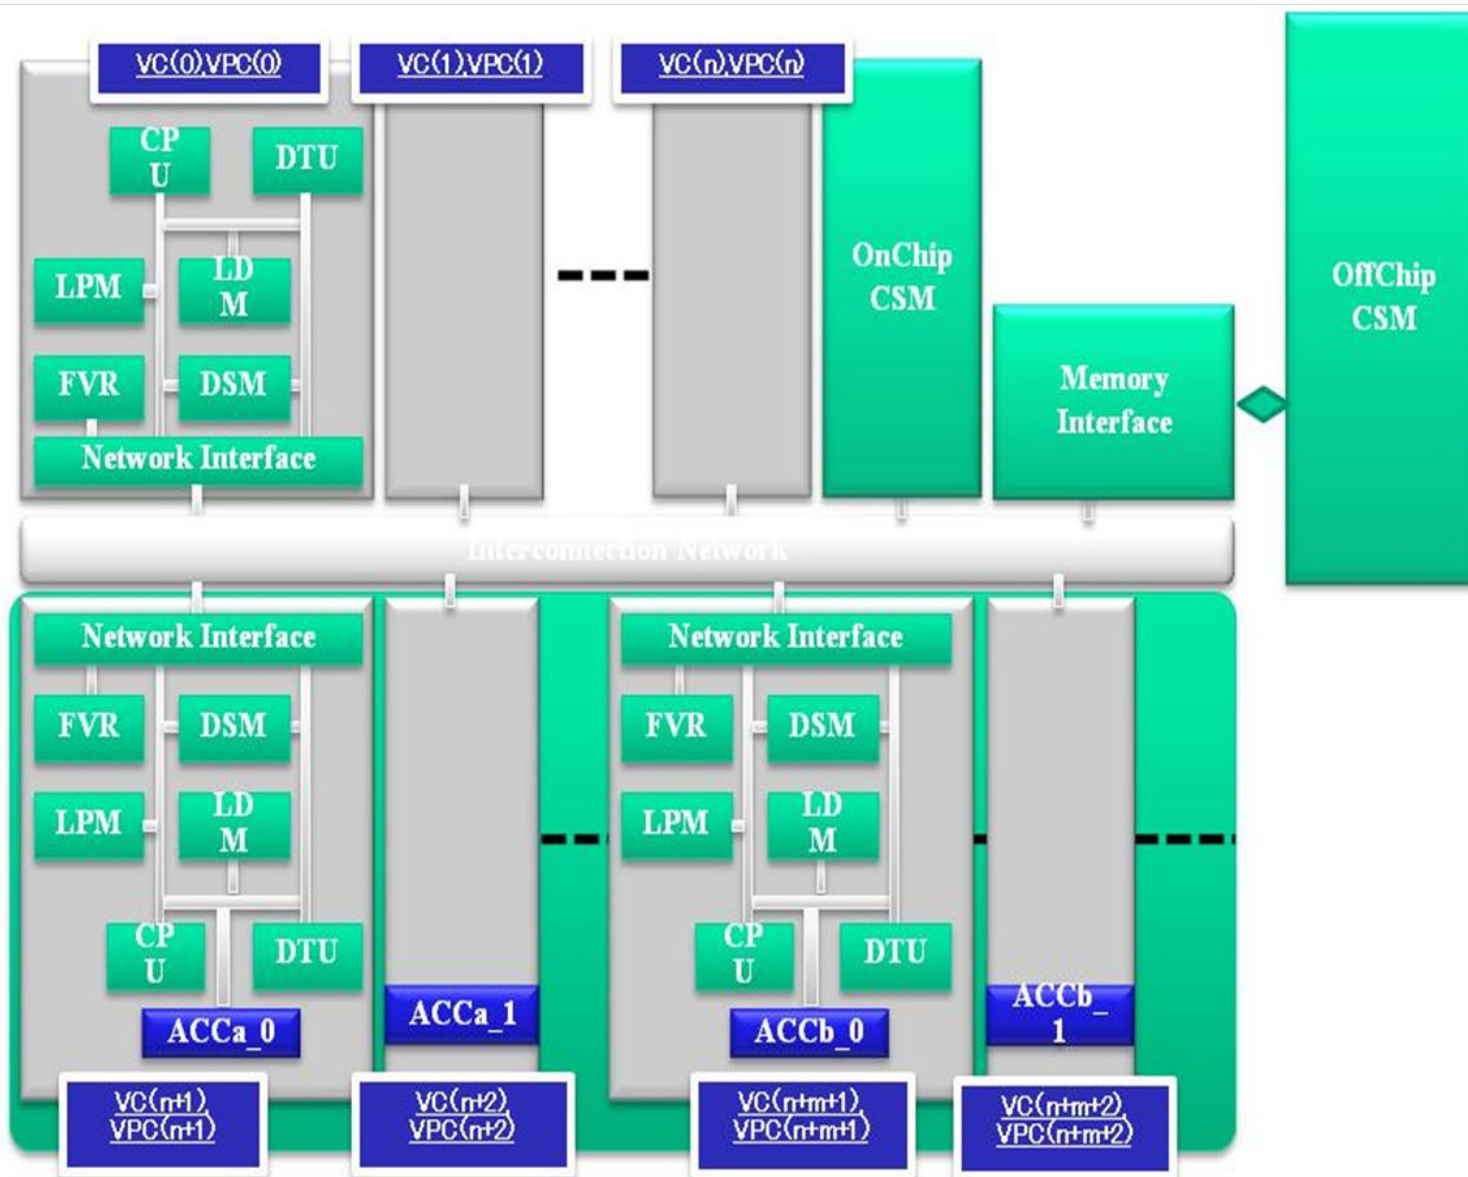 VC(0),VPC(0)
VC(1),VPC(1)
VC(n),VPC(n)
CP
U
DTU
LPM
LD
M
FVR
DSM
Network Interface
OnChip
CSM
Memory
Interface
OffChip
CSM
Interconnection Network
Network Interface
FVR
DSM
LPM
LD
M
CP
U
DTU
ACCa_0
ACCa_1
Network Interface
FVR
DSM
LPM
LD
M
CP
U
DTU
ACCb_0
ACCb_
1
VC(n+1),
VPC(n+1)
VC(n+2),
VPC(n+2)
VC(n+m+1),
VPC(n+m+1)
VC(n+m+2),
VPC(n+m+2)